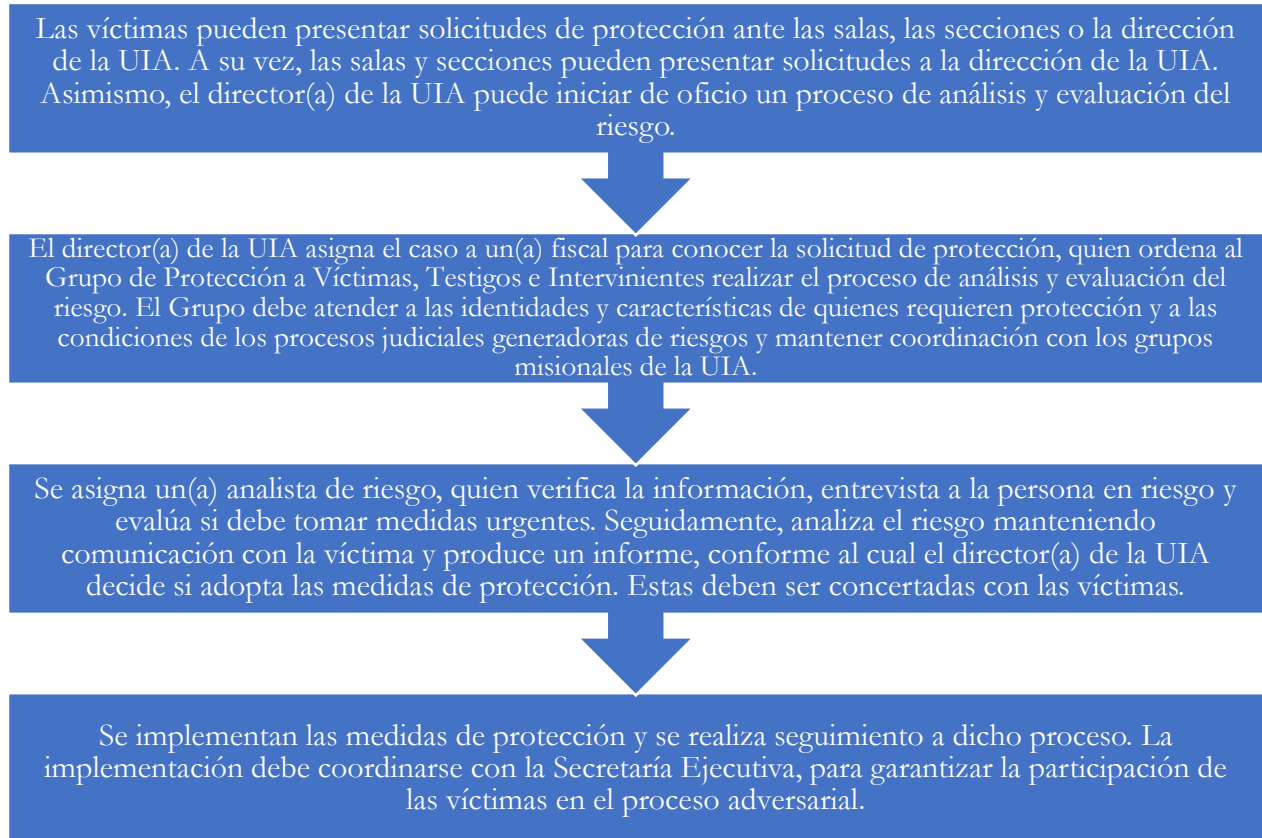 Las víctimas pueden presentar solicitudes de protección ante las salas, las secciones o la dirección
de la UIA. A su vez, las salas y secciones pueden presentar solicitudes a la dirección de la UIA.
Asimismo, el director(a) de la UIA puede iniciar de oficio un proceso de análisis y evaluación del
riesgo.
El director(a) de la UIA asigna el caso a un(a) fiscal para conocer la solicitud de protección, quien ordena al
Grupo de Protección a Víctimas, Testigos e Intervinientes realizar el proceso de análisis y evaluación del
riesgo. El Grupo debe atender a las identidades y características de quienes requieren protección y a las
condiciones de los procesos judiciales generadoras de riesgos y mantener coordinación con los grupos
misionales de la UIA.
Se asigna un(a) analista de riesgo, quien verifica la información, entrevista a la persona en riesgo y
evalúa si debe tomar medidas urgentes. Seguidamente, analiza el riesgo manteniendo
comunicación con la víctima y produce un informe, conforme al cual el director(a) de la UIA
decide si adopta las medidas de protección. Estas deben ser concertadas con las víctimas.
Se implementan las medidas de protección y se realiza seguimiento a dicho proceso. La
implementación debe coordinarse con la Secretaría Ejecutiva, para garantizar la participación de
las víctimas en el proceso adversarial.